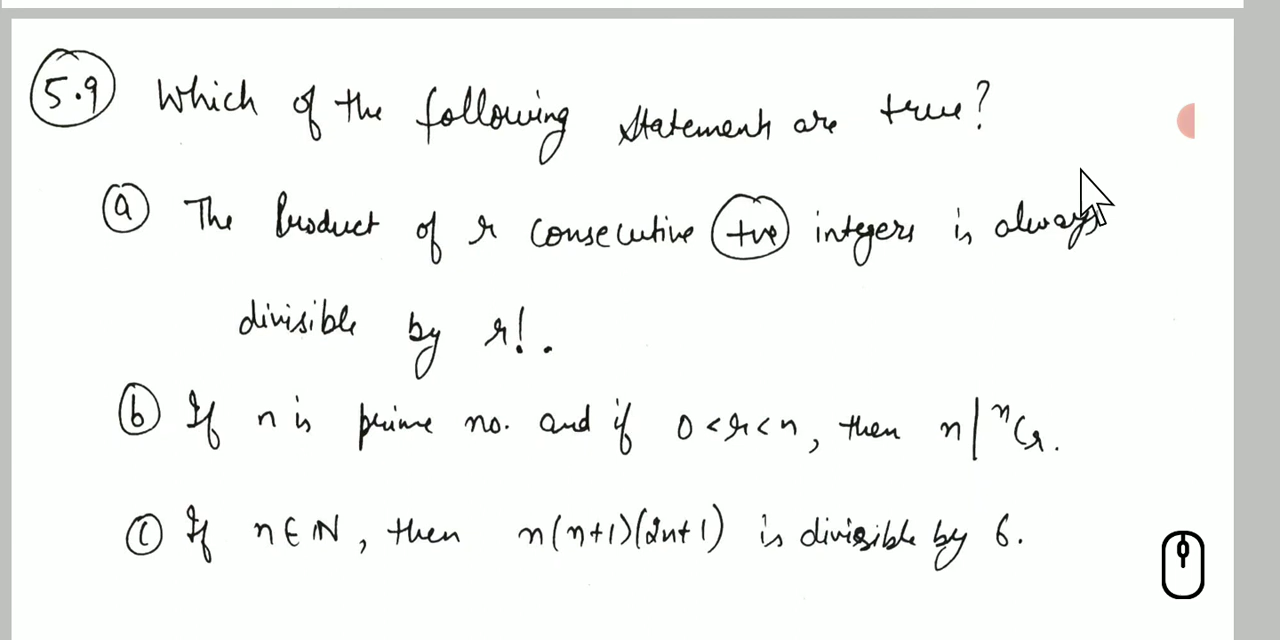 5.9 Which of the following statements are true?
a The Product of r consecutive +ve integers is always
divisible by r!.
b If n is prime no. and if 0<r<n, then n|ⁿCr.
c If n∈ℕ, then n(n+1)(2n+1) is divisible by 6.